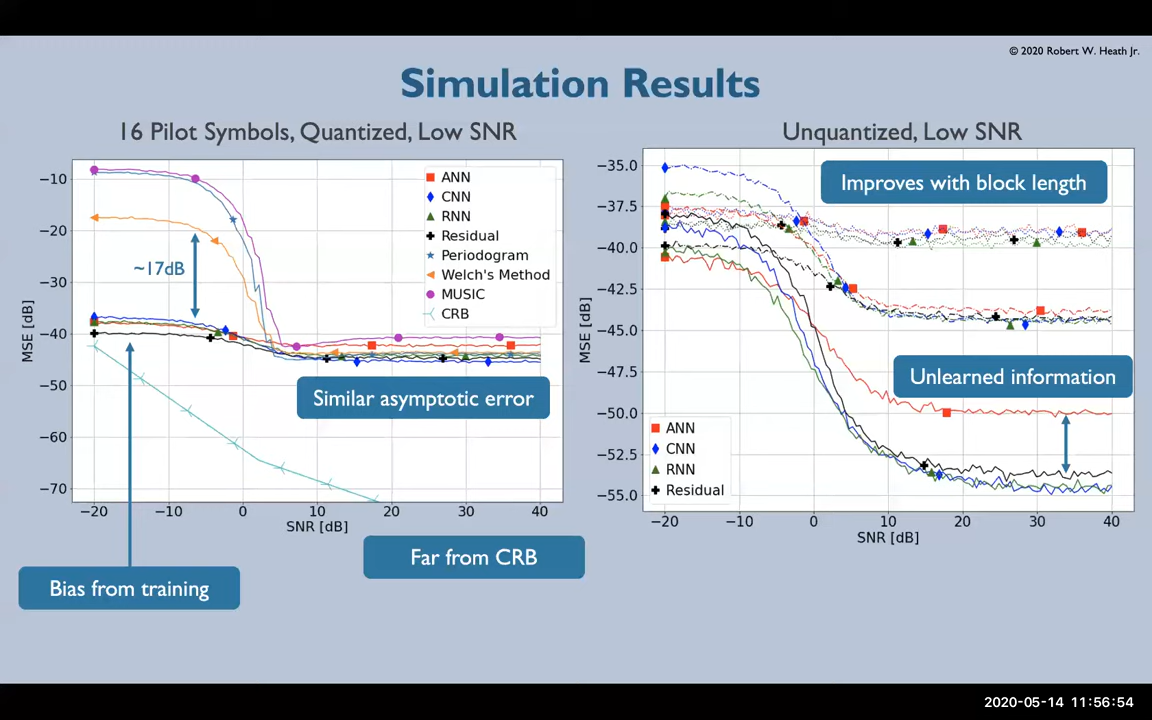 © 2020 Robert W. Heath Jr.
Simulation Results
16 Pilot Symbols, Quantized, Low SNR
−10
−20
−30
−40
−50
−60
−70
MSE [dB]
ANN
CNN
RNN
Residual
Periodogram
Welch's Method
MUSIC
CRB
~17dB
Similar asymptotic error
−20
−10
0
10
20
30
40
SNR [dB]
Far from CRB
Bias from training
Unquantized, Low SNR
−35.0
−37.5
−40.0
−42.5
−45.0
−47.5
−50.0
−52.5
−55.0
MSE [dB]
Improves with block length
Unlearned information
ANN
CNN
RNN
Residual
−20
−10
0
10
20
30
40
SNR [dB]
2020-05-14 11:56:54